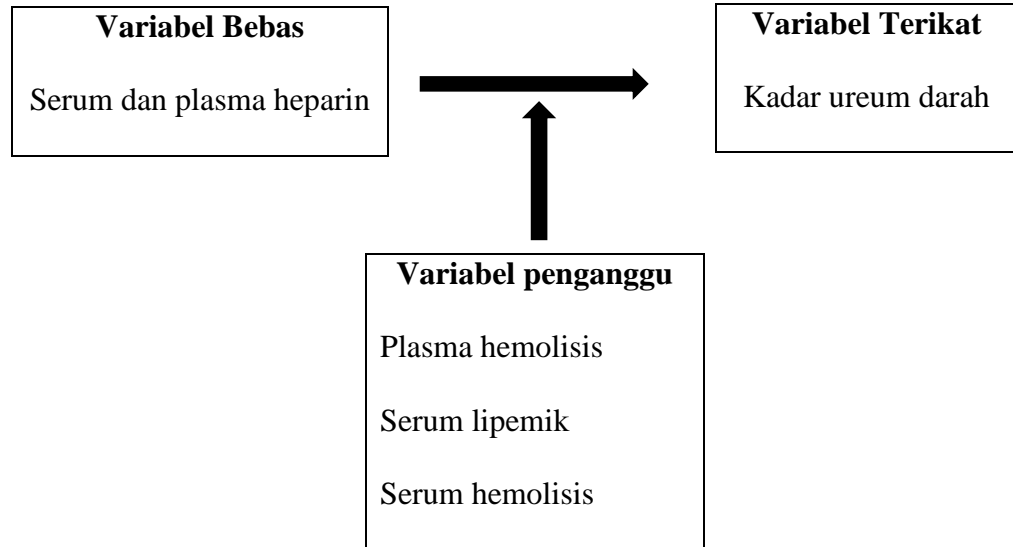 Variabel Bebas
Serum dan plasma heparin
Variabel Terikat
Kadar ureum darah
Variabel penganggu
Plasma hemolisis
Serum lipemik
Serum hemolisis